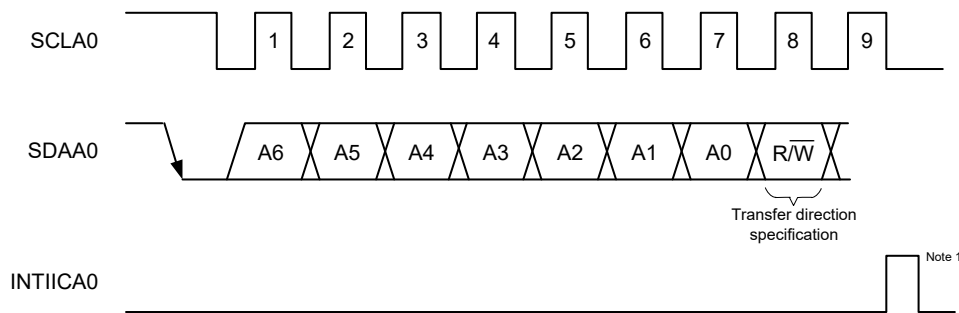 SCLA0
1 2 3 4 5 6 7 8 9
SDAA0
A6 A5 A4 A3 A2 A1 A0 R/W̅
Transfer direction
specification
INTIICA0
Note 1